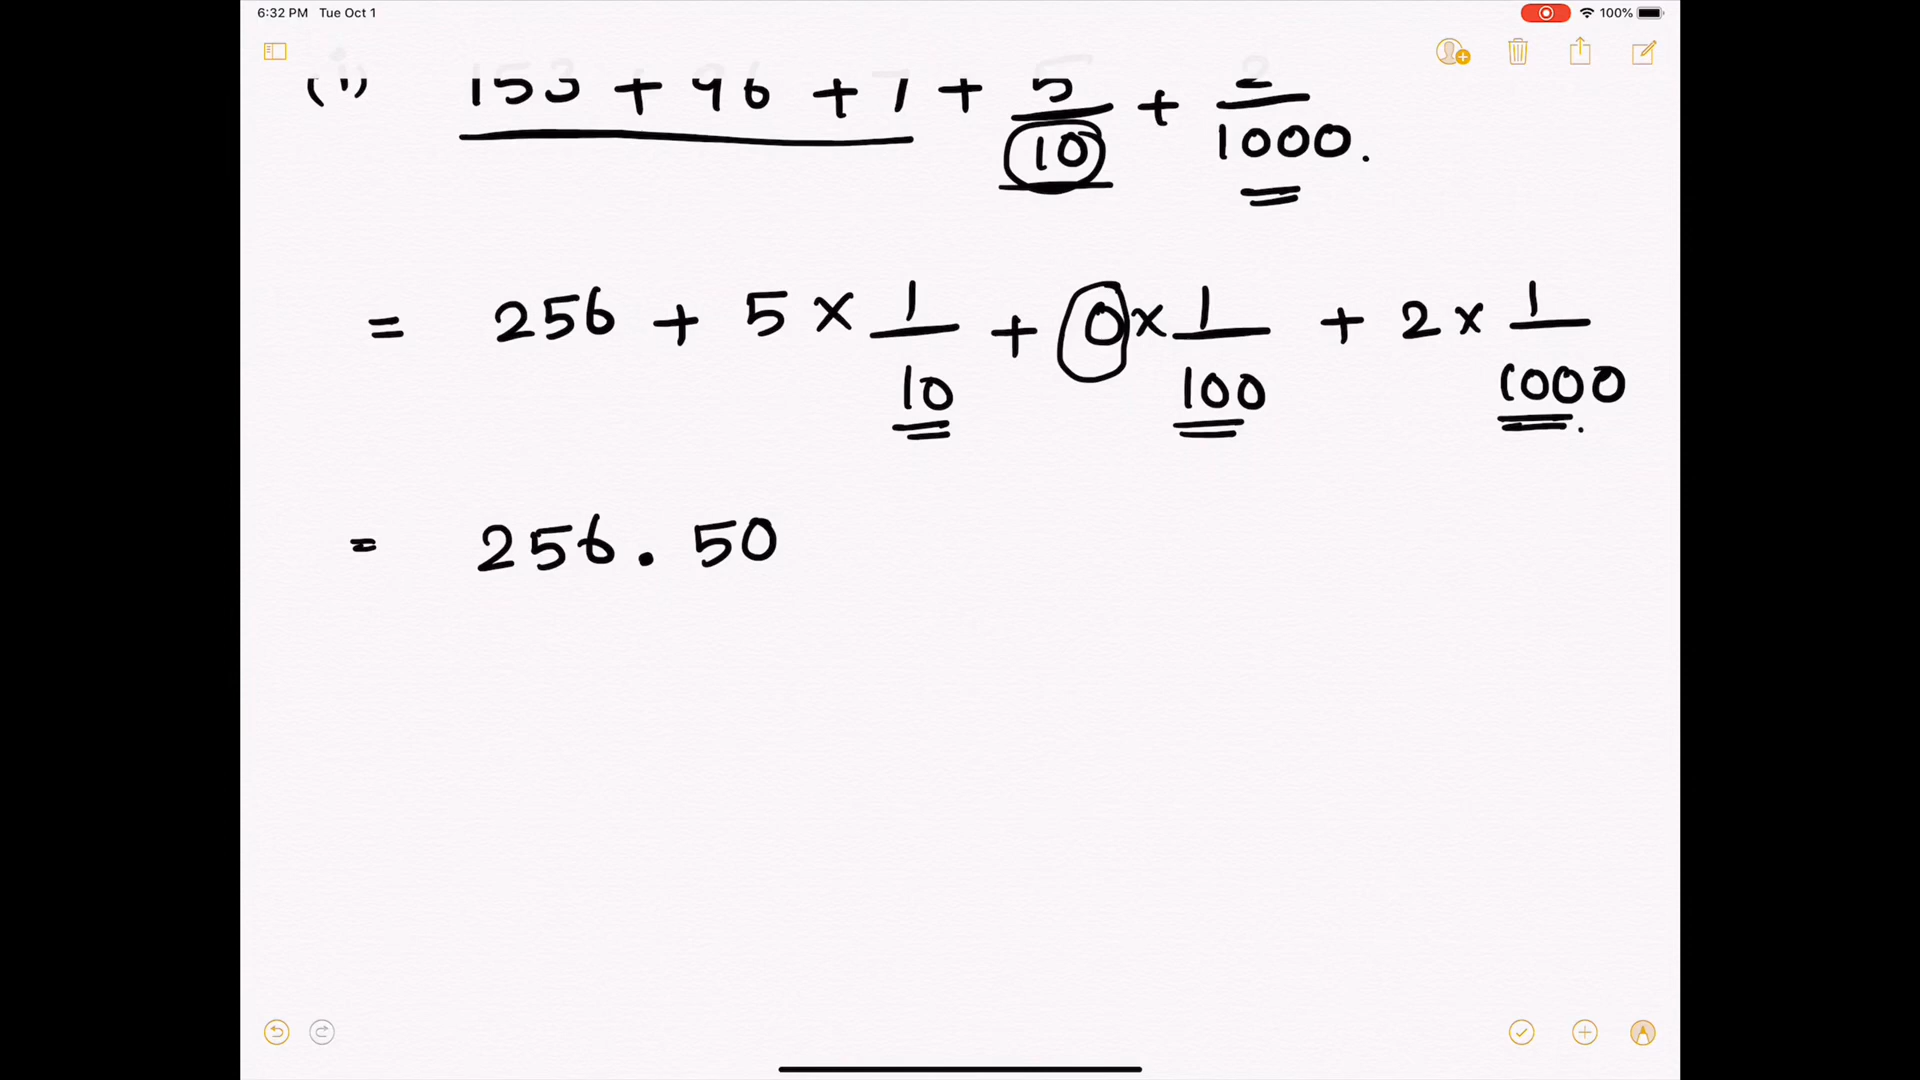 6:32 PM Tue Oct 1 100%
(i) 153 + 96 + 7 + 5/10 + 2/1000.
= 256 + 5 × 1/10 + 0 × 1/100 + 2 × 1/1000.
= 256.50